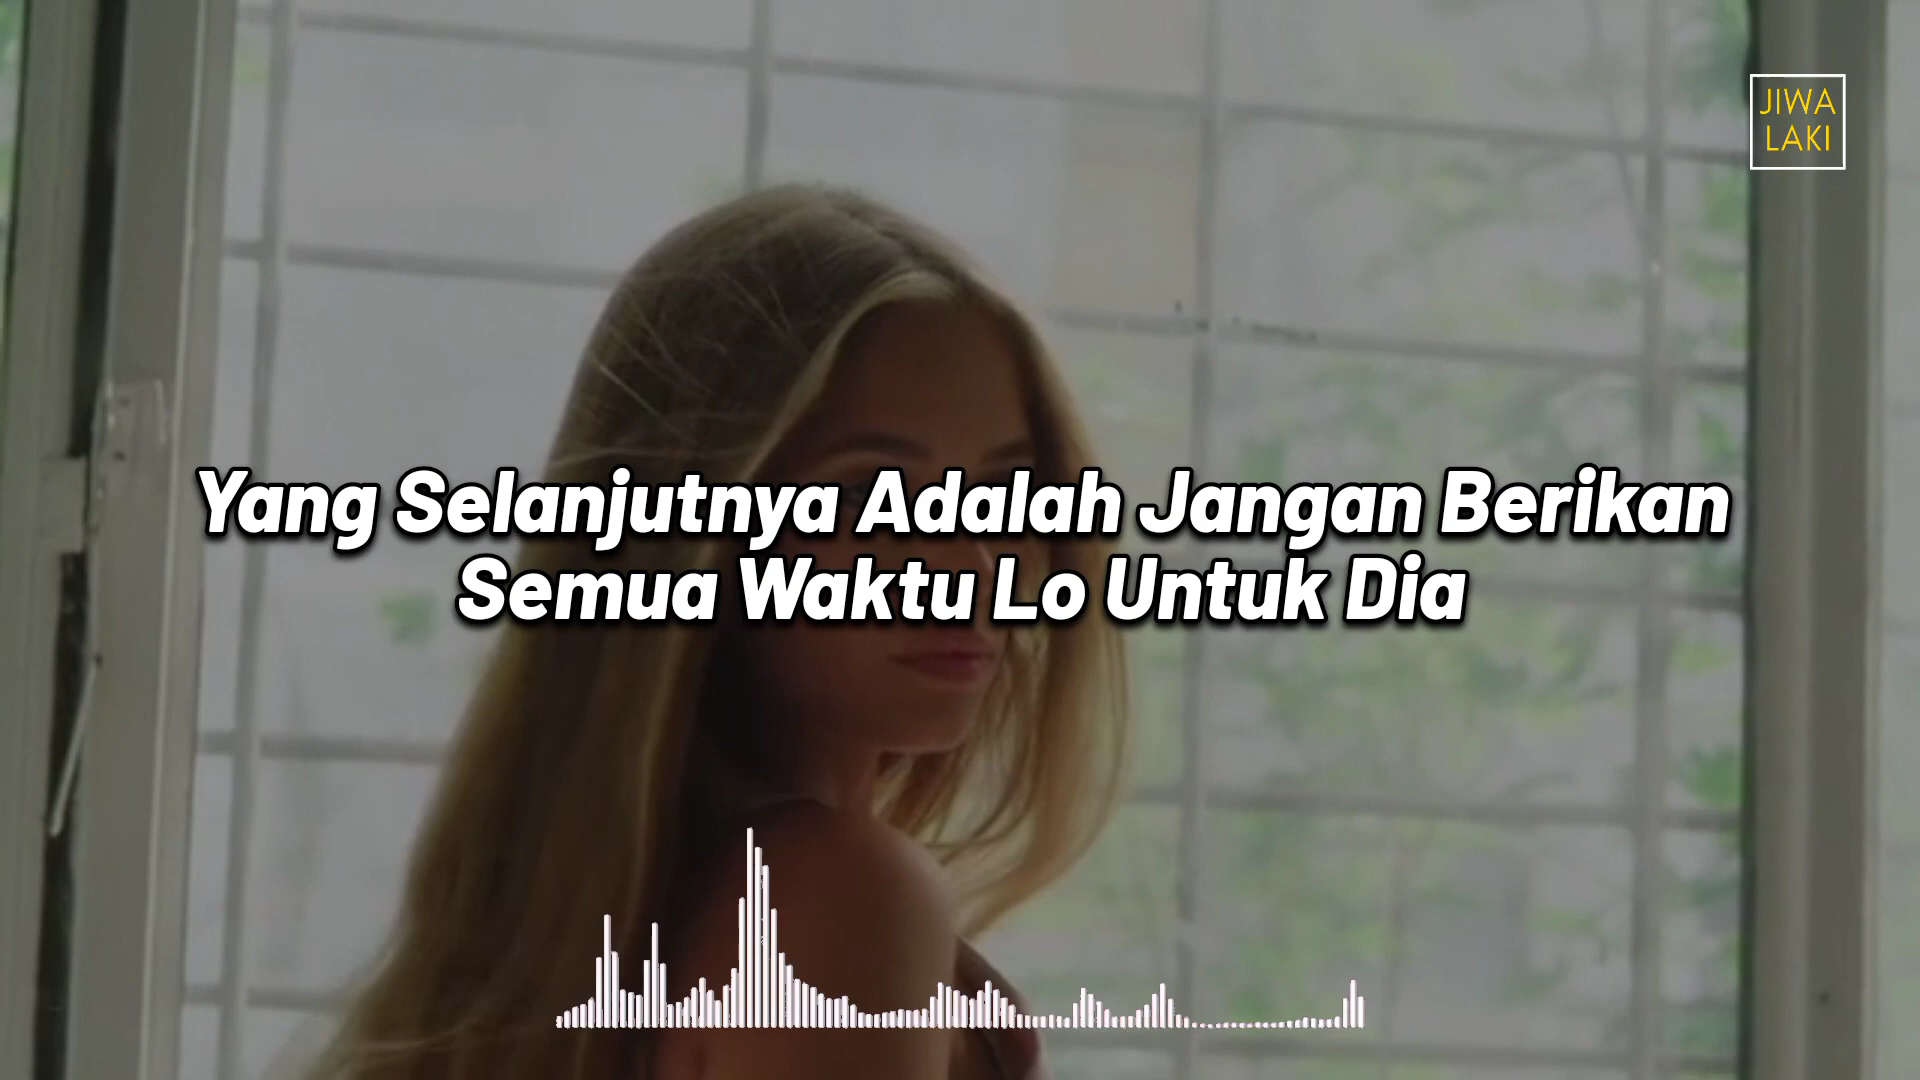 JIWA
LAKI
Yang Selanjutnya Adalah Jangan Berikan
Semua Waktu Lo Untuk Dia